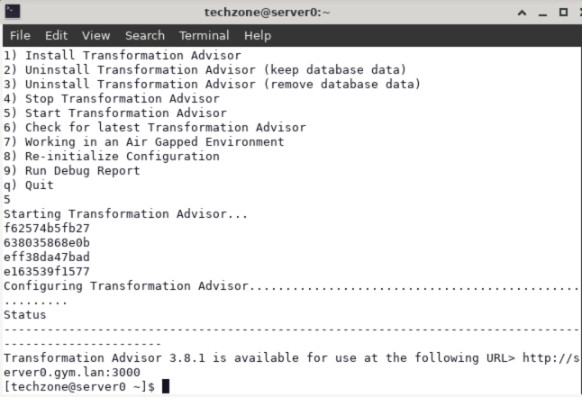 techzone@server0:~
File Edit View Search Terminal Help
1) Install Transformation Advisor
2) Uninstall Transformation Advisor (keep database data)
3) Uninstall Transformation Advisor (remove database data)
4) Stop Transformation Advisor
5) Start Transformation Advisor
6) Check for latest Transformation Advisor
7) Working in an Air Gapped Environment
8) Re-initialize Configuration
9) Run Debug Report
q) Quit
5
Starting Transformation Advisor...
f62574b5fb27
638035868e0b
eff38da47bad
e163539f1577
Configuring Transformation Advisor..............................................
.........
Status
--------------------------------------------------------------------------------
----------------------
Transformation Advisor 3.8.1 is available for use at the following URL> http://s
erver0.gym.lan:3000
[techzone@server0 ~]$